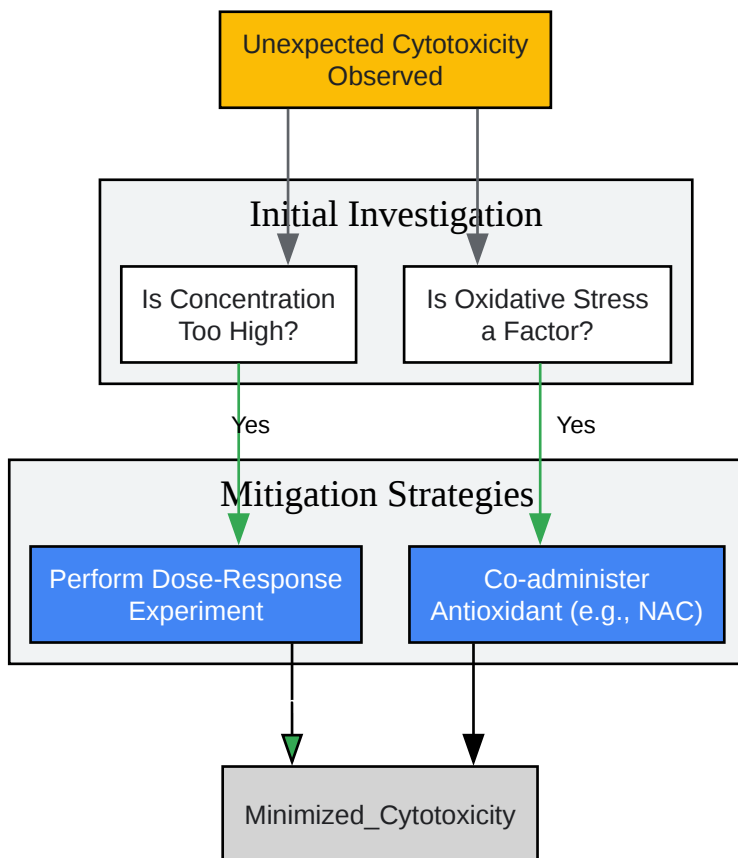 Unexpected Cytotoxicity
Observed
Initial Investigation
Is Concentration
Too High?
Is Oxidative Stress
a Factor?
Yes
Yes
Mitigation Strategies
Perform Dose-Response
Experiment
Co-administer
Antioxidant (e.g., NAC)
Minimized_Cytotoxicity